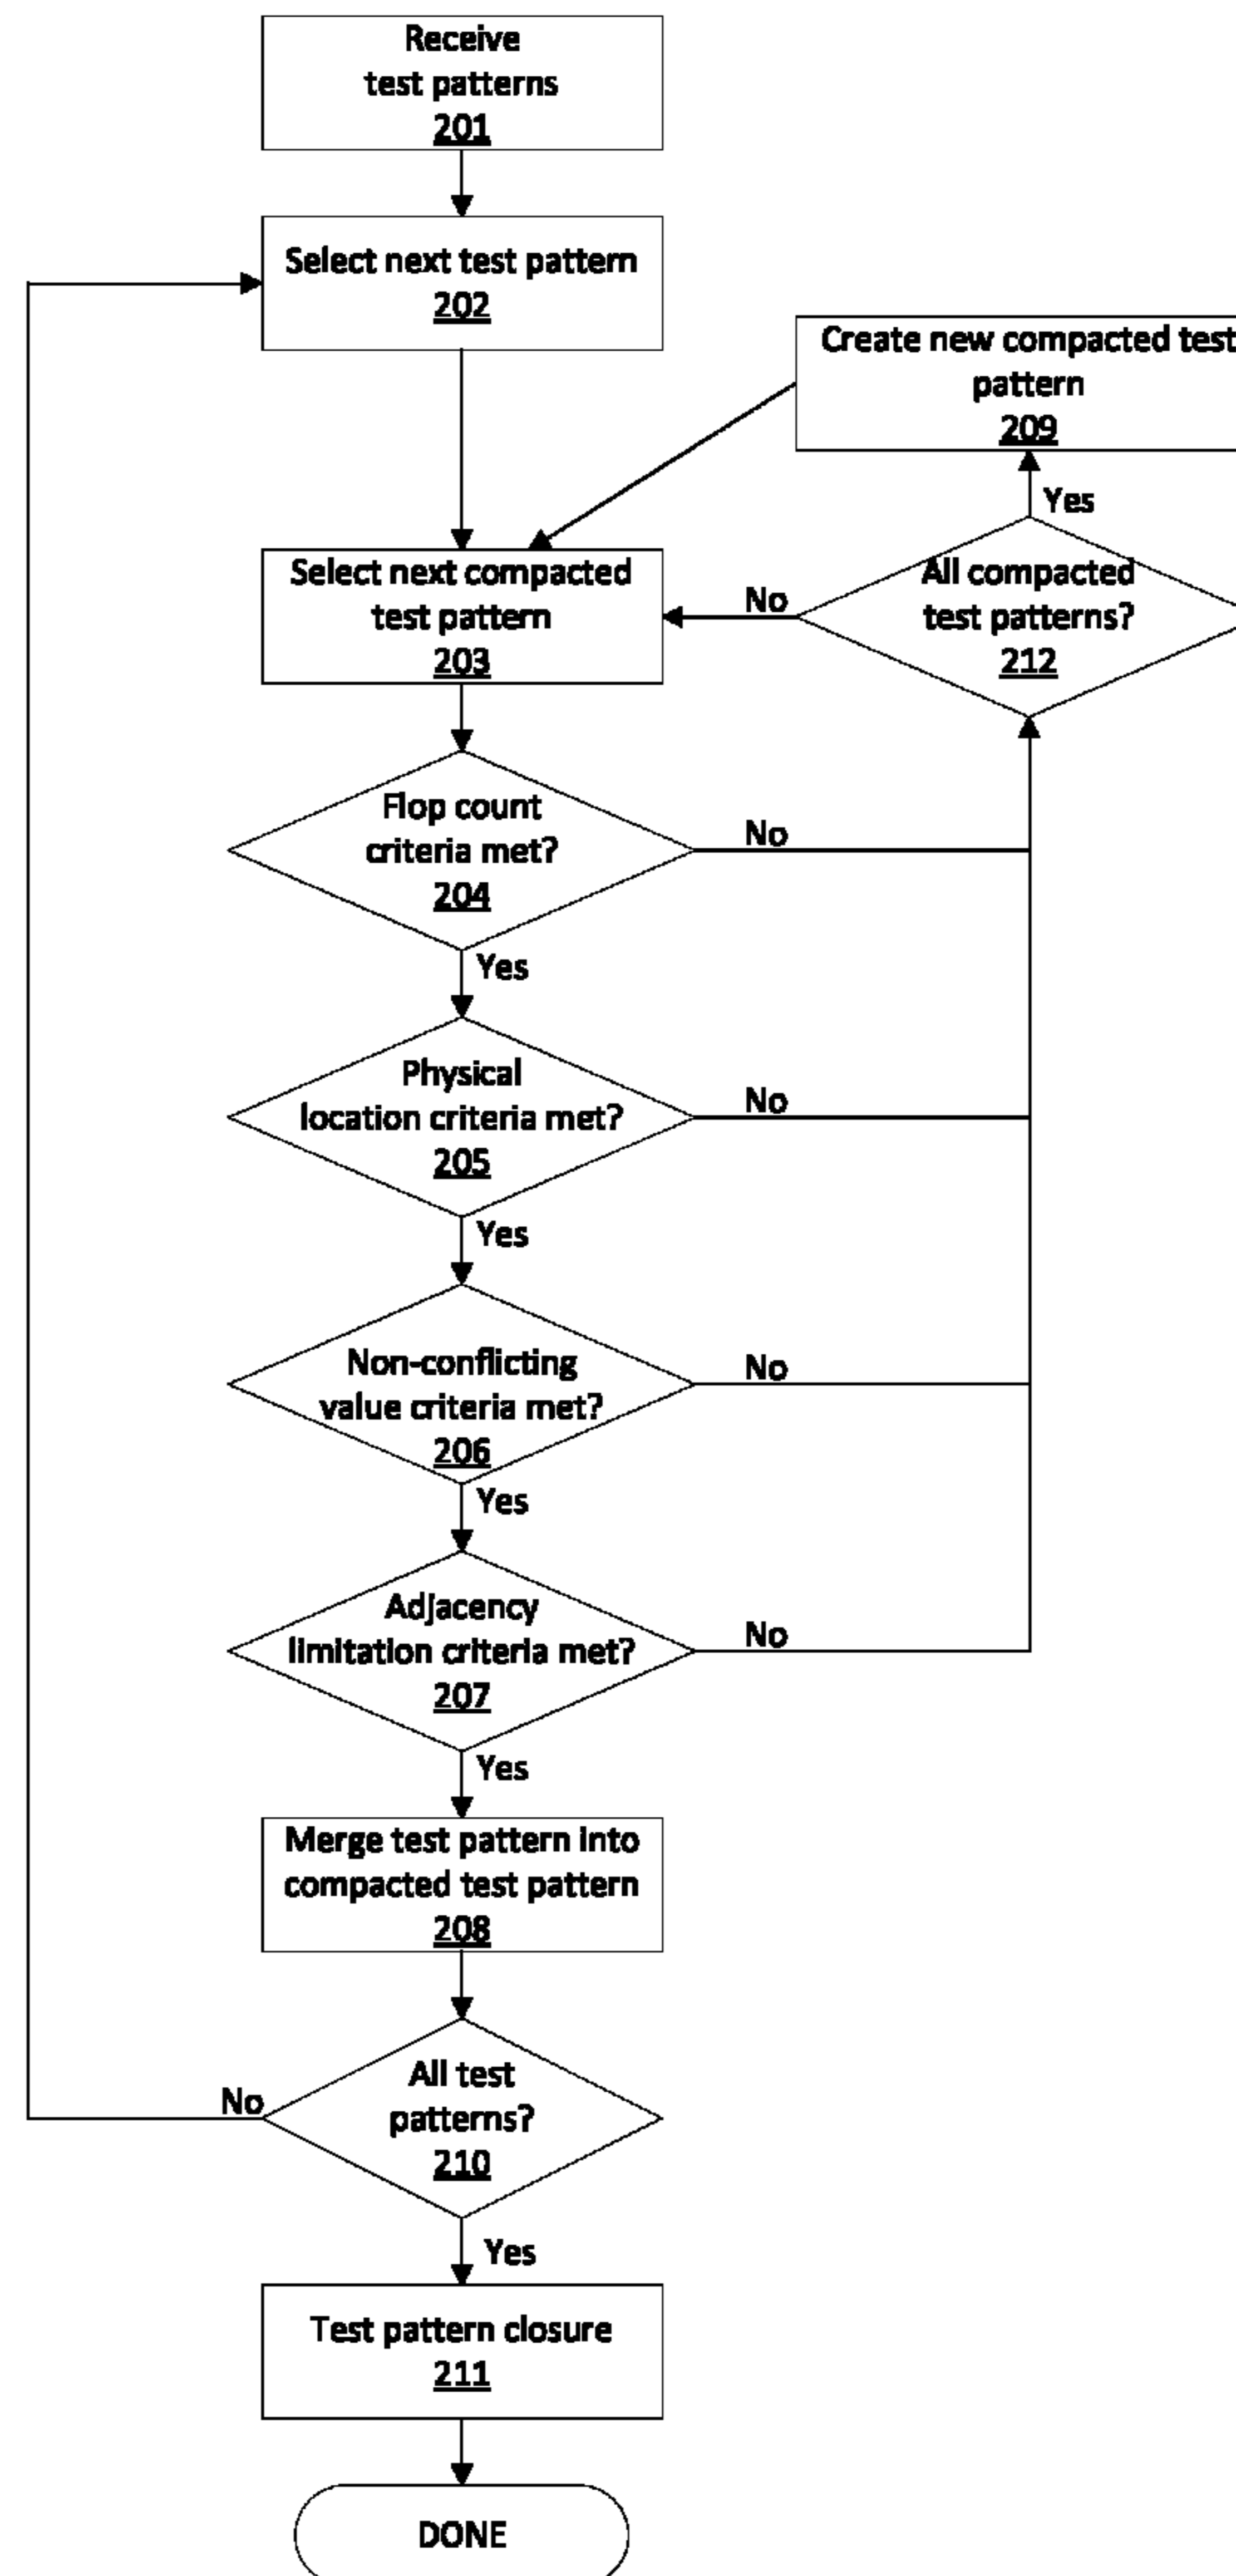 Receive
test patterns
201
Select next test pattern
202
Create new compacted test
pattern
209
Yes
All compacted
test patterns?
212
No
Select next compacted
test pattern
203
Flop count
criteria met?
204
No
Yes
Physical
location criteria met?
205
No
Yes
Non-conflicting
value criteria met?
206
No
Yes
Adjacency
limitation criteria met?
207
No
Yes
Merge test pattern into
compacted test pattern
208
All test
patterns?
210
No
Yes
Test pattern closure
211
DONE